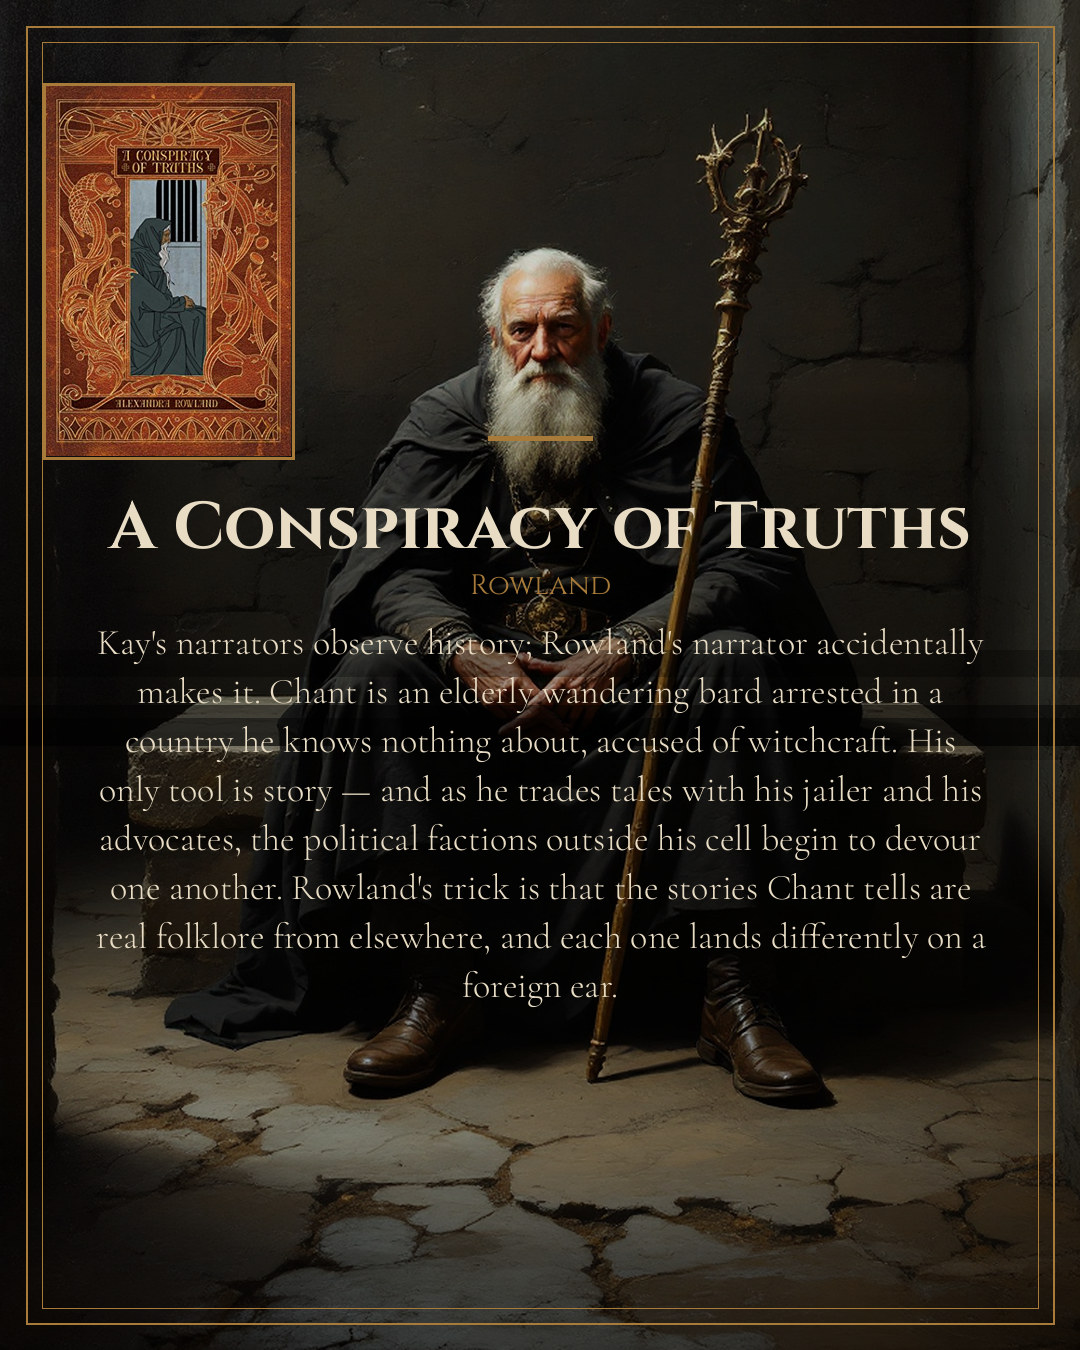 A CONSPIRACY
OF TRUTHS
ALEXANDRA ROWLAND
A Conspiracy of Truths
Rowland
Kay's narrators observe history; Rowland's narrator accidentally
makes it. Chant is an elderly wandering bard arrested in a
country he knows nothing about, accused of witchcraft. His
only tool is story — and as he trades tales with his jailer and his
advocates, the political factions outside his cell begin to devour
one another. Rowland's trick is that the stories Chant tells are
real folklore from elsewhere, and each one lands differently on a
foreign ear.